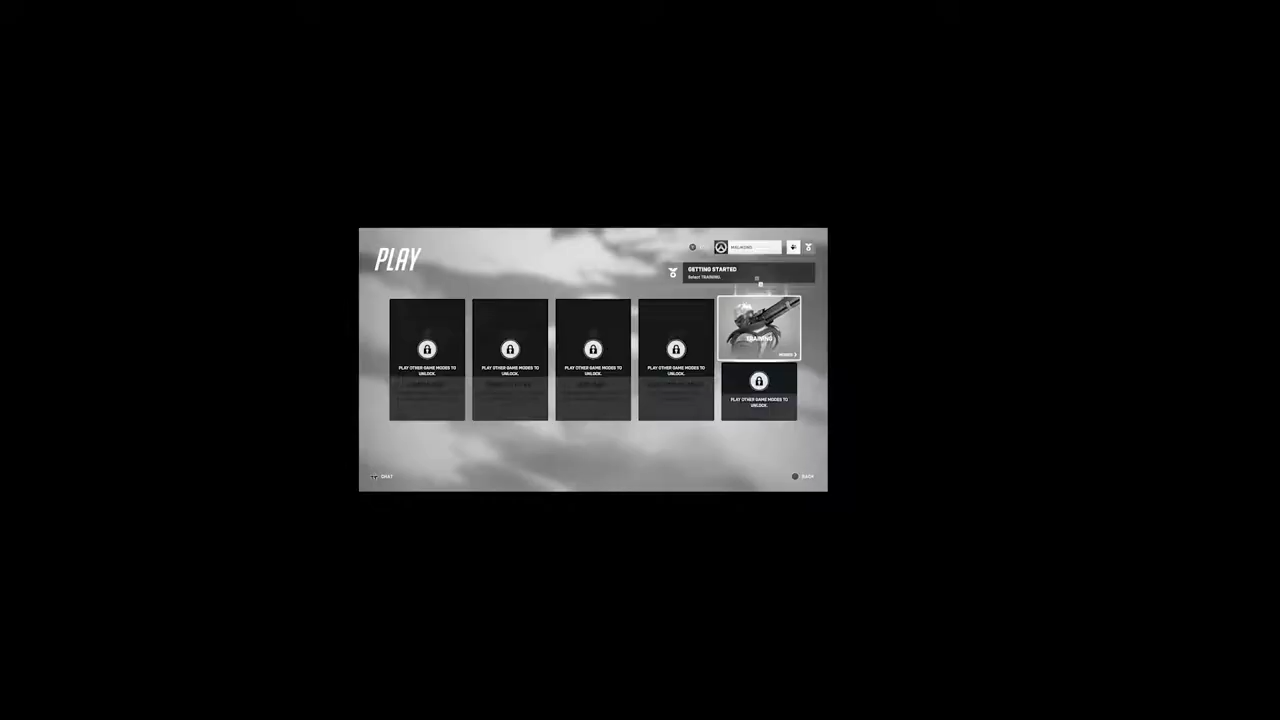 PLAY
GETTING STARTED
Select TRAINING.
PLAY OTHER GAME MODES TO
UNLOCK.
PLAY OTHER GAME MODES TO
UNLOCK.
PLAY OTHER GAME MODES TO
UNLOCK.
PLAY OTHER GAME MODES TO
UNLOCK.
TRAINING
PLAY OTHER GAME MODES TO
UNLOCK.
CHAT
BACK